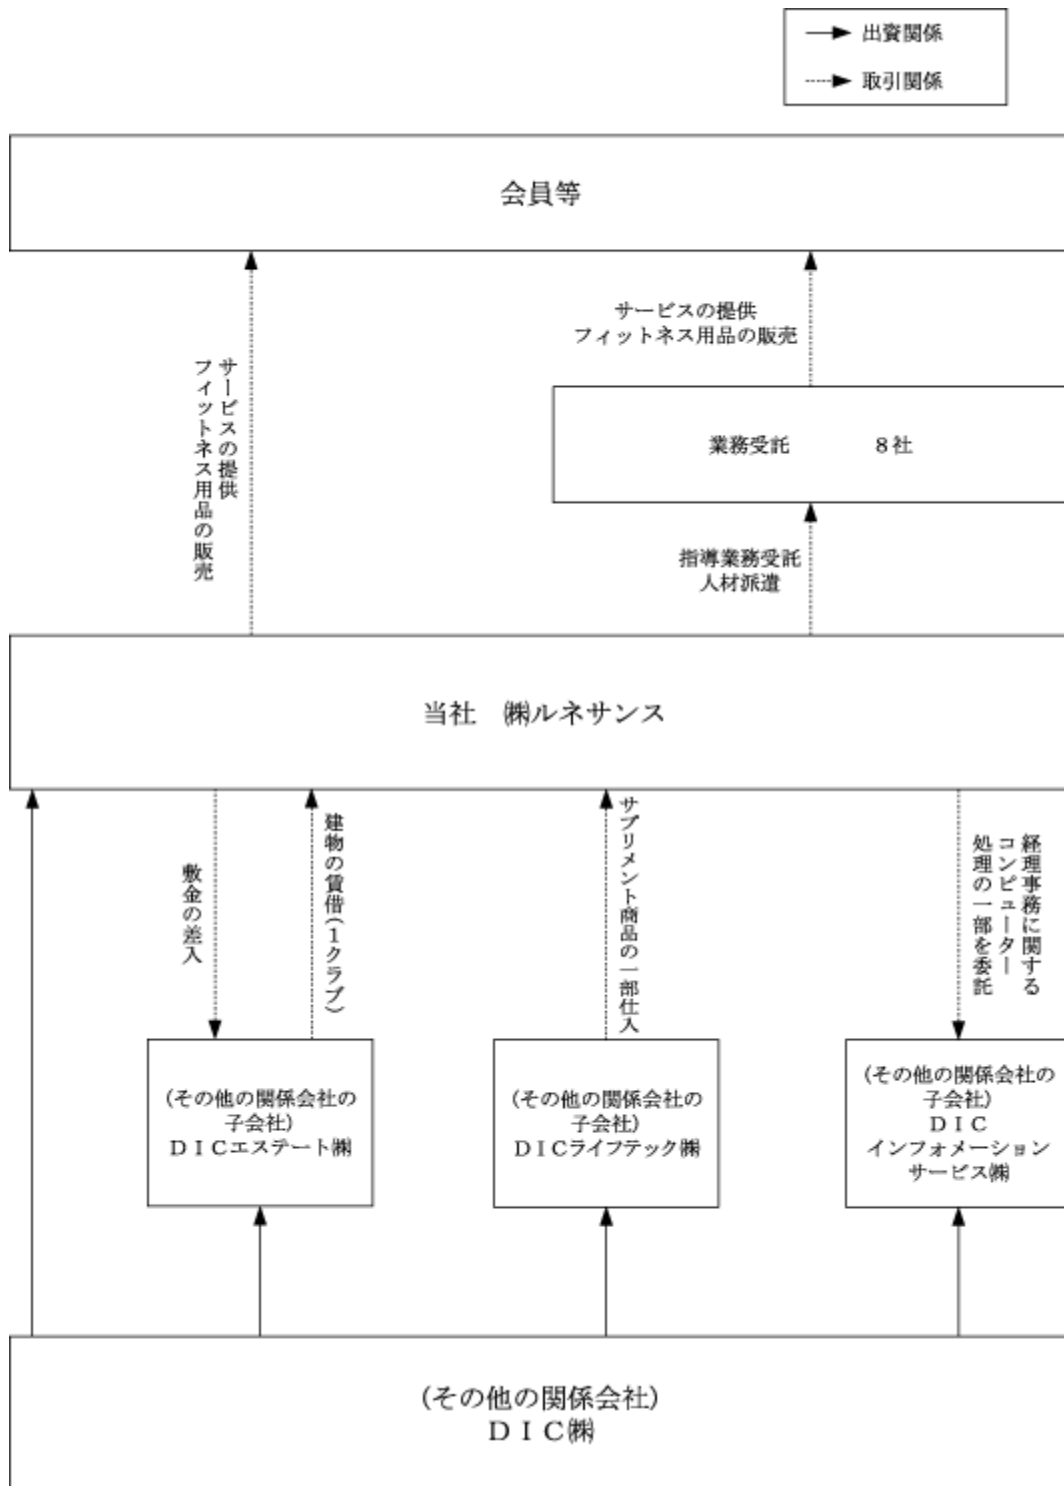 出資関係
取引関係
会員等
サービスの提供
フィットネス用品の販売
サービスの提供
フィットネス用品の販売
業務受託　　８社
指導業務受託
人材派遣
当社　㈱ルネサンス
敷金の差入
建物の賃借(１クラブ)
サプリメント商品の一部仕入
経理事務に関する
コンピューター
処理の一部を委託
(その他の関係会社の
子会社)
ＤＩＣエステート㈱
(その他の関係会社の
子会社)
ＤＩＣライフテック㈱
(その他の関係会社の
子会社)
ＤＩＣ
インフォメーション
サービス㈱
(その他の関係会社)
ＤＩＣ㈱